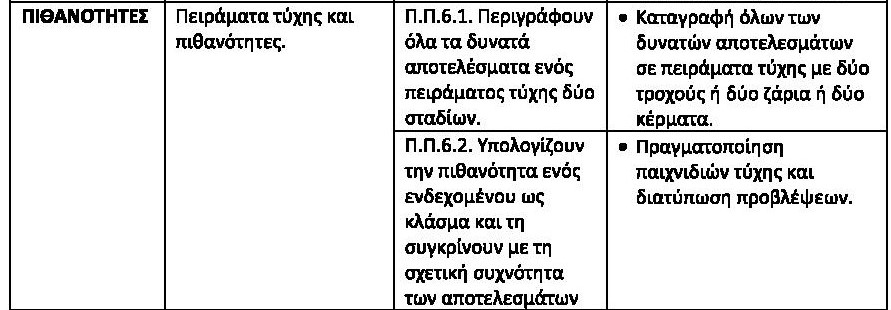 ΠΙΘΑΝΟΤΗΤΕΣ
Πειράματα τύχης και
πιθανότητες.
Π.Π.6.1. Περιγράφουν
όλα τα δυνατά
αποτελέσματα ενός
πειράματος τύχης δύο
σταδίων.
• Καταγραφή όλων των
δυνατών αποτελεσμάτων
σε πειράματα τύχης με δύο
τροχούς ή δύο ζάρια ή δύο
κέρματα.
Π.Π.6.2. Υπολογίζουν
την πιθανότητα ενός
ενδεχομένου ως
κλάσμα και τη
συγκρίνουν με τη
σχετική συχνότητα
των αποτελεσμάτων
• Πραγματοποίηση
παιχνιδιών τύχης και
διατύπωση προβλέψεων.